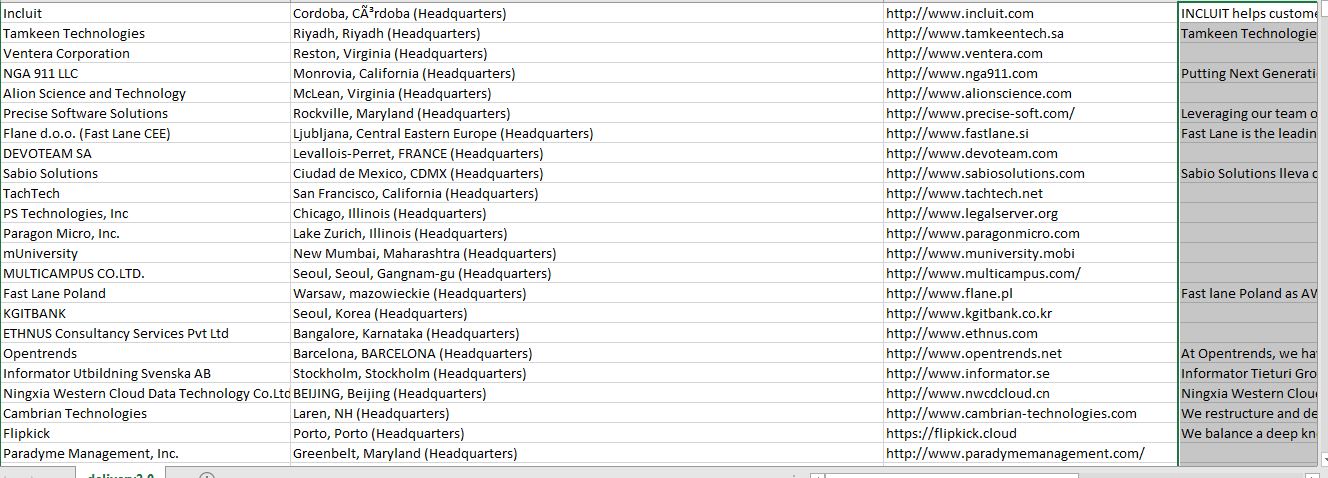 Incluit Cordoba, CÃ³rdoba (Headquarters) http://www.incluit.com INCLUIT helps custome
Tamkeen Technologies Riyadh, Riyadh (Headquarters) http://www.tamkeentech.sa Tamkeen Technologie
Ventera Corporation Reston, Virginia (Headquarters) http://www.ventera.com
NGA 911 LLC Monrovia, California (Headquarters) http://www.nga911.com Putting Next Generati
Alion Science and Technology McLean, Virginia (Headquarters) http://www.alionscience.com
Precise Software Solutions Rockville, Maryland (Headquarters) http://www.precise-soft.com/ Leveraging our team o
Flane d.o.o. (Fast Lane CEE) Ljubljana, Central Eastern Europe (Headquarters) http://www.fastlane.si Fast Lane is the leadin
DEVOTEAM SA Levallois-Perret, FRANCE (Headquarters) http://www.devoteam.com
Sabio Solutions Ciudad de Mexico, CDMX (Headquarters) http://www.sabiosolutions.com Sabio Solutions lleva
TachTech San Francisco, California (Headquarters) http://www.tachtech.net
PS Technologies, Inc Chicago, Illinois (Headquarters) http://www.legalserver.org
Paragon Micro, Inc. Lake Zurich, Illinois (Headquarters) http://www.paragonmicro.com
mUniversity New Mumbai, Maharashtra (Headquarters) http://www.muniversity.mobi
MULTICAMPUS CO.LTD. Seoul, Seoul, Gangnam-gu (Headquarters) http://www.multicampus.com/
Fast Lane Poland Warsaw, mazowieckie (Headquarters) http://www.flane.pl Fast lane Poland as
KGITBANK Seoul, Korea (Headquarters) http://www.kgitbank.co.kr
ETHNUS Consultancy Services Pvt Ltd Bangalore, Karnataka (Headquarters) http://www.ethnus.com
Opentrends Barcelona, BARCELONA (Headquarters) http://www.opentrends.net At Opentrends, we ha
Informator Utbildning Svenska AB Stockholm, Stockholm (Headquarters) http://www.informator.se Informator Tieturi Gro
Ningxia Western Cloud Data Technology Co.Ltd BEIJING, Beijing (Headquarters) http://www.nwcdcloud.cn Ningxia Western Clou
Cambrian Technologies Laren, NH (Headquarters) http://www.cambrian-technologies.com We restructure and de
Flipkick Porto, Porto (Headquarters) https://flipkick.cloud We balance a deep kn
Paradyme Management, Inc. Greenbelt, Maryland (Headquarters) http://www.paradymemanagement.com/